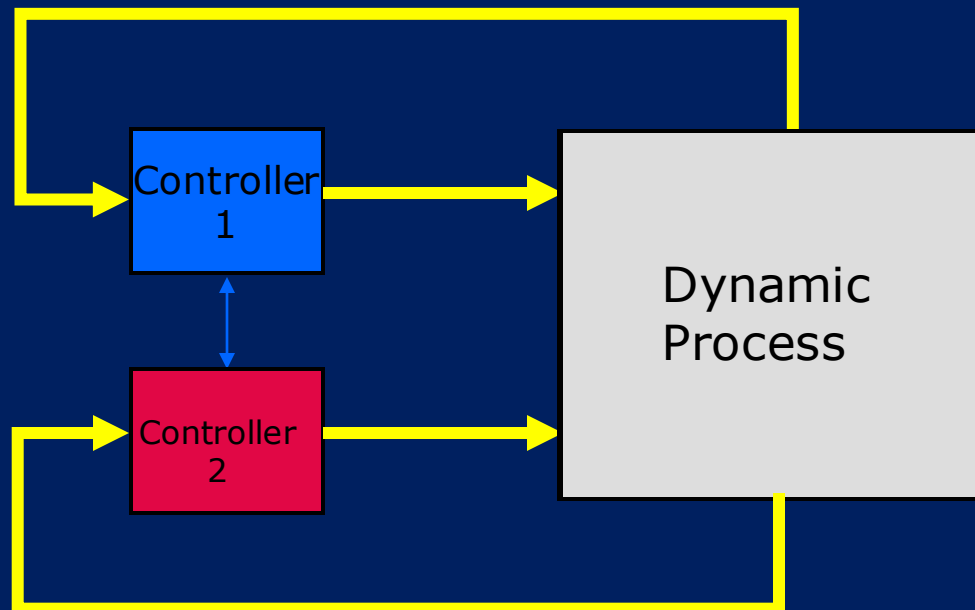 Controller
1
Dynamic
Process
Controller
2